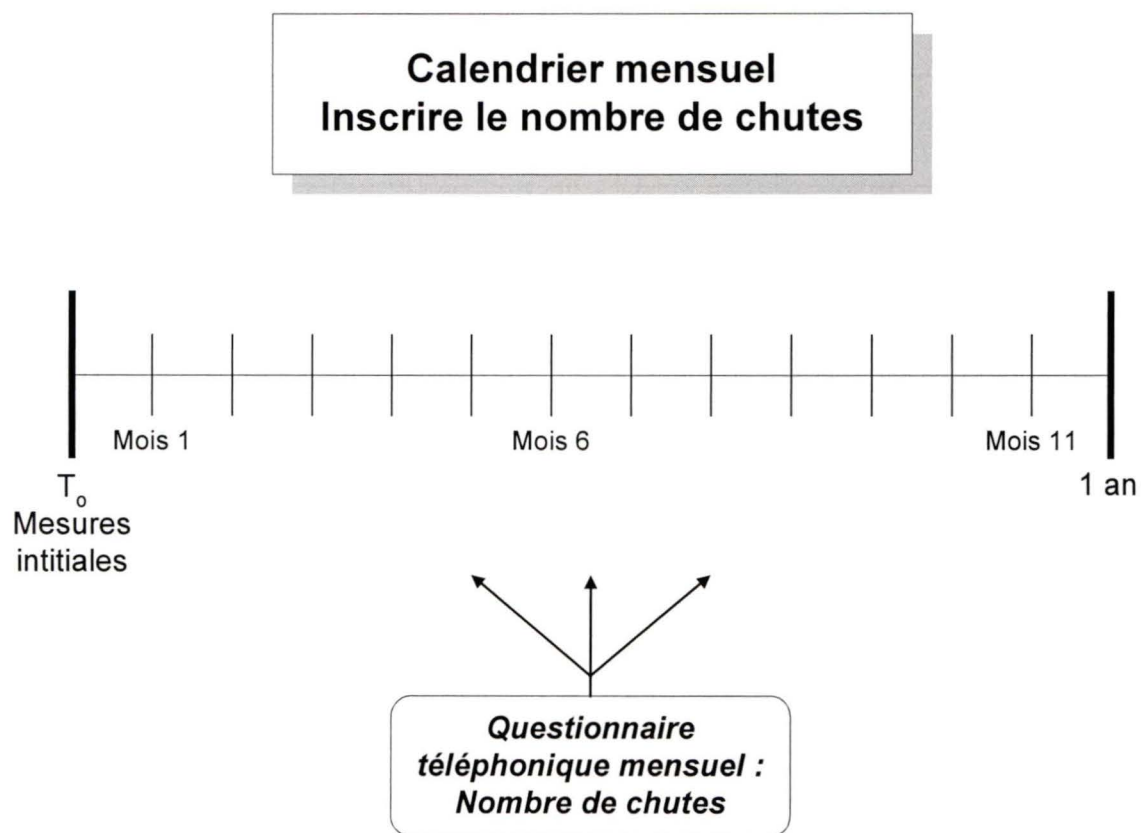 Calendrier mensuel
Inscrire le nombre de chutes
Mois 1
Mois 6
Mois 11
To
Mesures
intitiales
1 an
Questionnaire
téléphonique mensuel :
Nombre de chutes